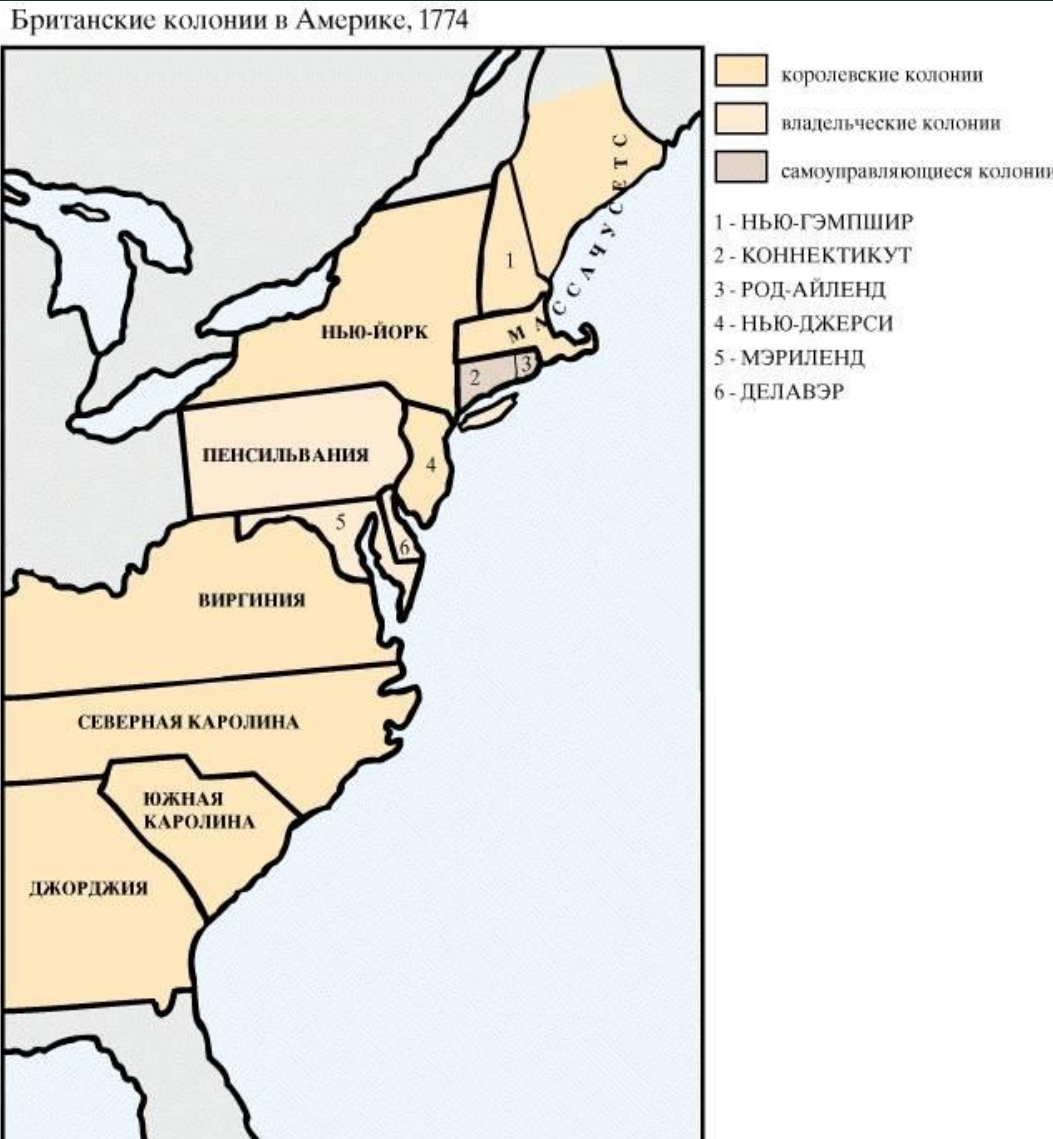 Британские колонии в Америке, 1774
королевские колонии
владельческие колонии
самоуправляющиеся колонии
1 - НЬЮ-ГЭМПШИР
2 - КОННЕКТИКУТ
3 - РОД-АЙЛЕНД
4 - НЬЮ-ДЖЕРСИ
5 - МЭРИЛЕНД
6 - ДЕЛАВЭР
МАССАЧУСЕТС
1
НЬЮ-ЙОРК
2
3
ПЕНСИЛЬВАНИЯ
4
5
6
ВИРГИНИЯ
СЕВЕРНАЯ КАРОЛИНА
ЮЖНАЯ
КАРОЛИНА
ДЖОРДЖИЯ